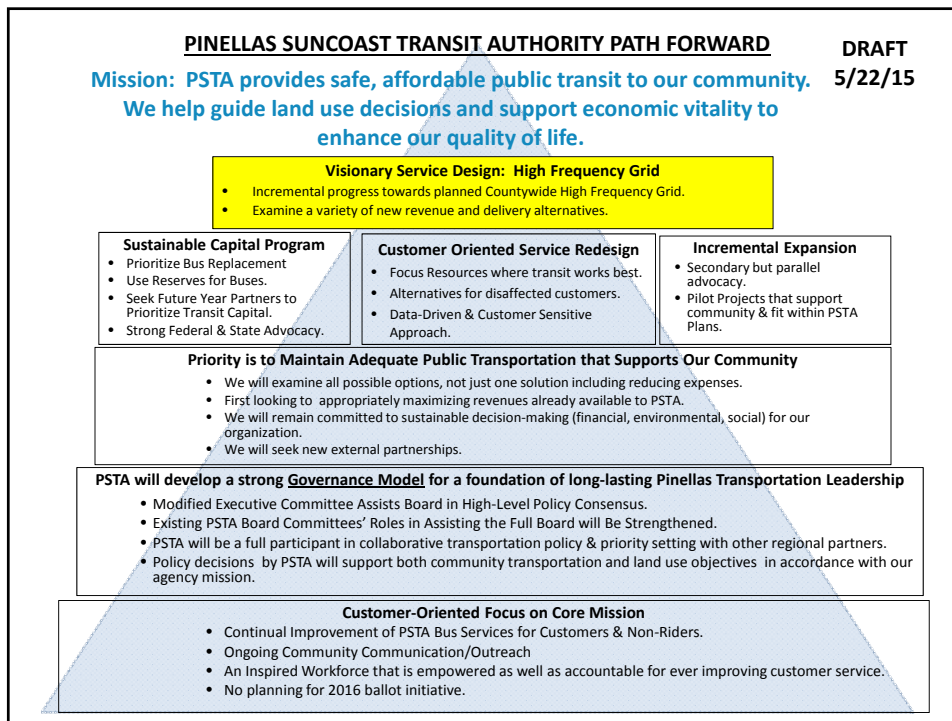 PINELLAS SUNCOAST TRANSIT AUTHORITY PATH FORWARD
DRAFT
5/22/15
Mission: PSTA provides safe, affordable public transit to our community.
We help guide land use decisions and support economic vitality to
enhance our quality of life.
Visionary Service Design: High Frequency Grid
• Incremental progress towards planned Countywide High Frequency Grid.
• Examine a variety of new revenue and delivery alternatives.
Sustainable Capital Program
• Prioritize Bus Replacement
• Use Reserves for Buses.
• Seek Future Year Partners to
Prioritize Transit Capital.
• Strong Federal & State Advocacy.
Customer Oriented Service Redesign
• Focus Resources where transit works best.
• Alternatives for disaffected customers.
• Data-Driven & Customer Sensitive
Approach.
Incremental Expansion
• Secondary but parallel
advocacy.
• Pilot Projects that support
community & fit within PSTA
Plans.
Priority is to Maintain Adequate Public Transportation that Supports Our Community
• We will examine all possible options, not just one solution including reducing expenses.
• First looking to appropriately maximizing revenues already available to PSTA.
• We will remain committed to sustainable decision-making (financial, environmental, social) for our
organization.
• We will seek new external partnerships.
PSTA will develop a strong Governance Model for a foundation of long-lasting Pinellas Transportation Leadership
• Modified Executive Committee Assists Board in High-Level Policy Consensus.
• Existing PSTA Board Committees' Roles in Assisting the Full Board will Be Strengthened.
• PSTA will be a full participant in collaborative transportation policy & priority setting with other regional partners.
• Policy decisions by PSTA will support both community transportation and land use objectives in accordance with our
agency mission.
Customer-Oriented Focus on Core Mission
• Continual Improvement of PSTA Bus Services for Customers & Non-Riders.
• Ongoing Community Communication/Outreach
• An Inspired Workforce that is empowered as well as accountable for ever improving customer service.
• No planning for 2016 ballot initiative.